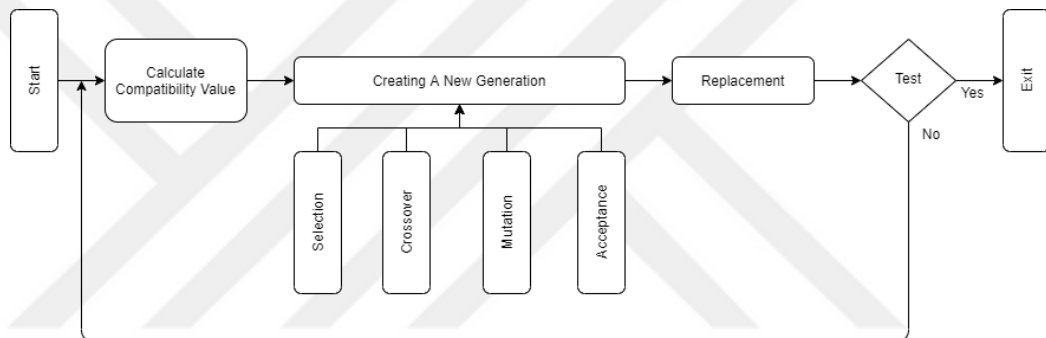 Start
Calculate
Compatibility Value
Creating A New Generation
Replacement
Test
Yes
No
Exit
Selection
Crossover
Mutation
Acceptance